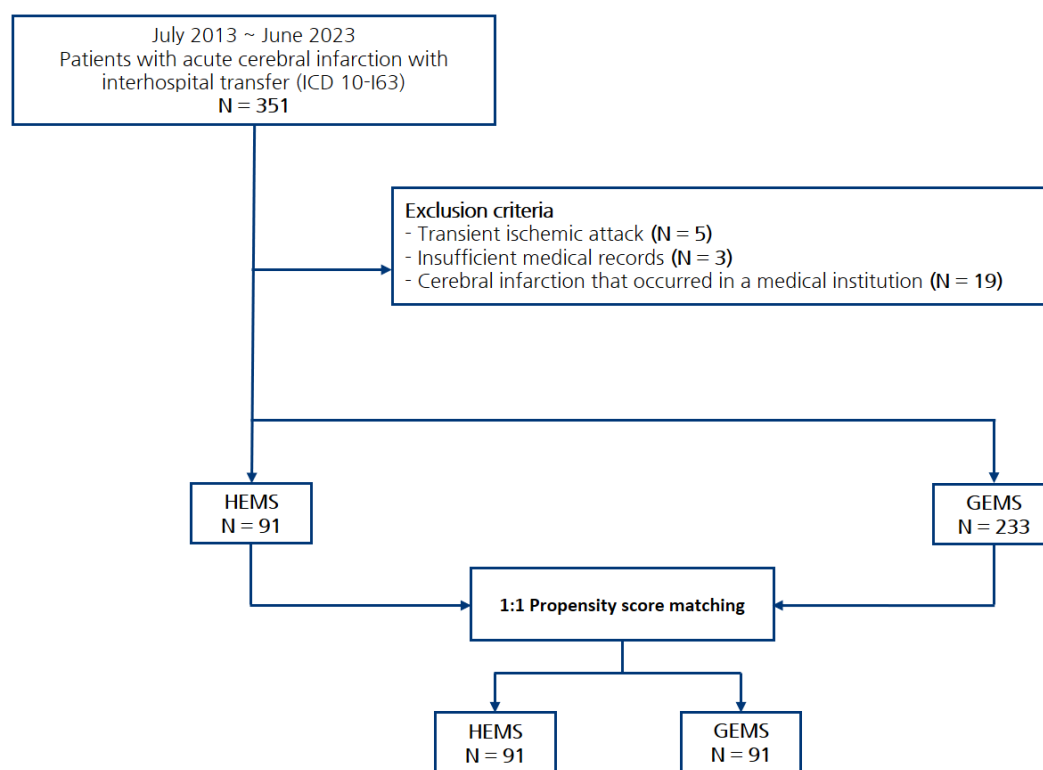 July 2013 ~ June 2023
Patients with acute cerebral infarction with
interhospital transfer (ICD 10-I63)
N = 351
Exclusion criteria
- Transient ischemic attack (N = 5)
- Insufficient medical records (N = 3)
- Cerebral infarction that occurred in a medical institution (N = 19)
HEMS
N = 91
GEMS
N = 233
1:1 Propensity score matching
HEMS
N = 91
GEMS
N = 91